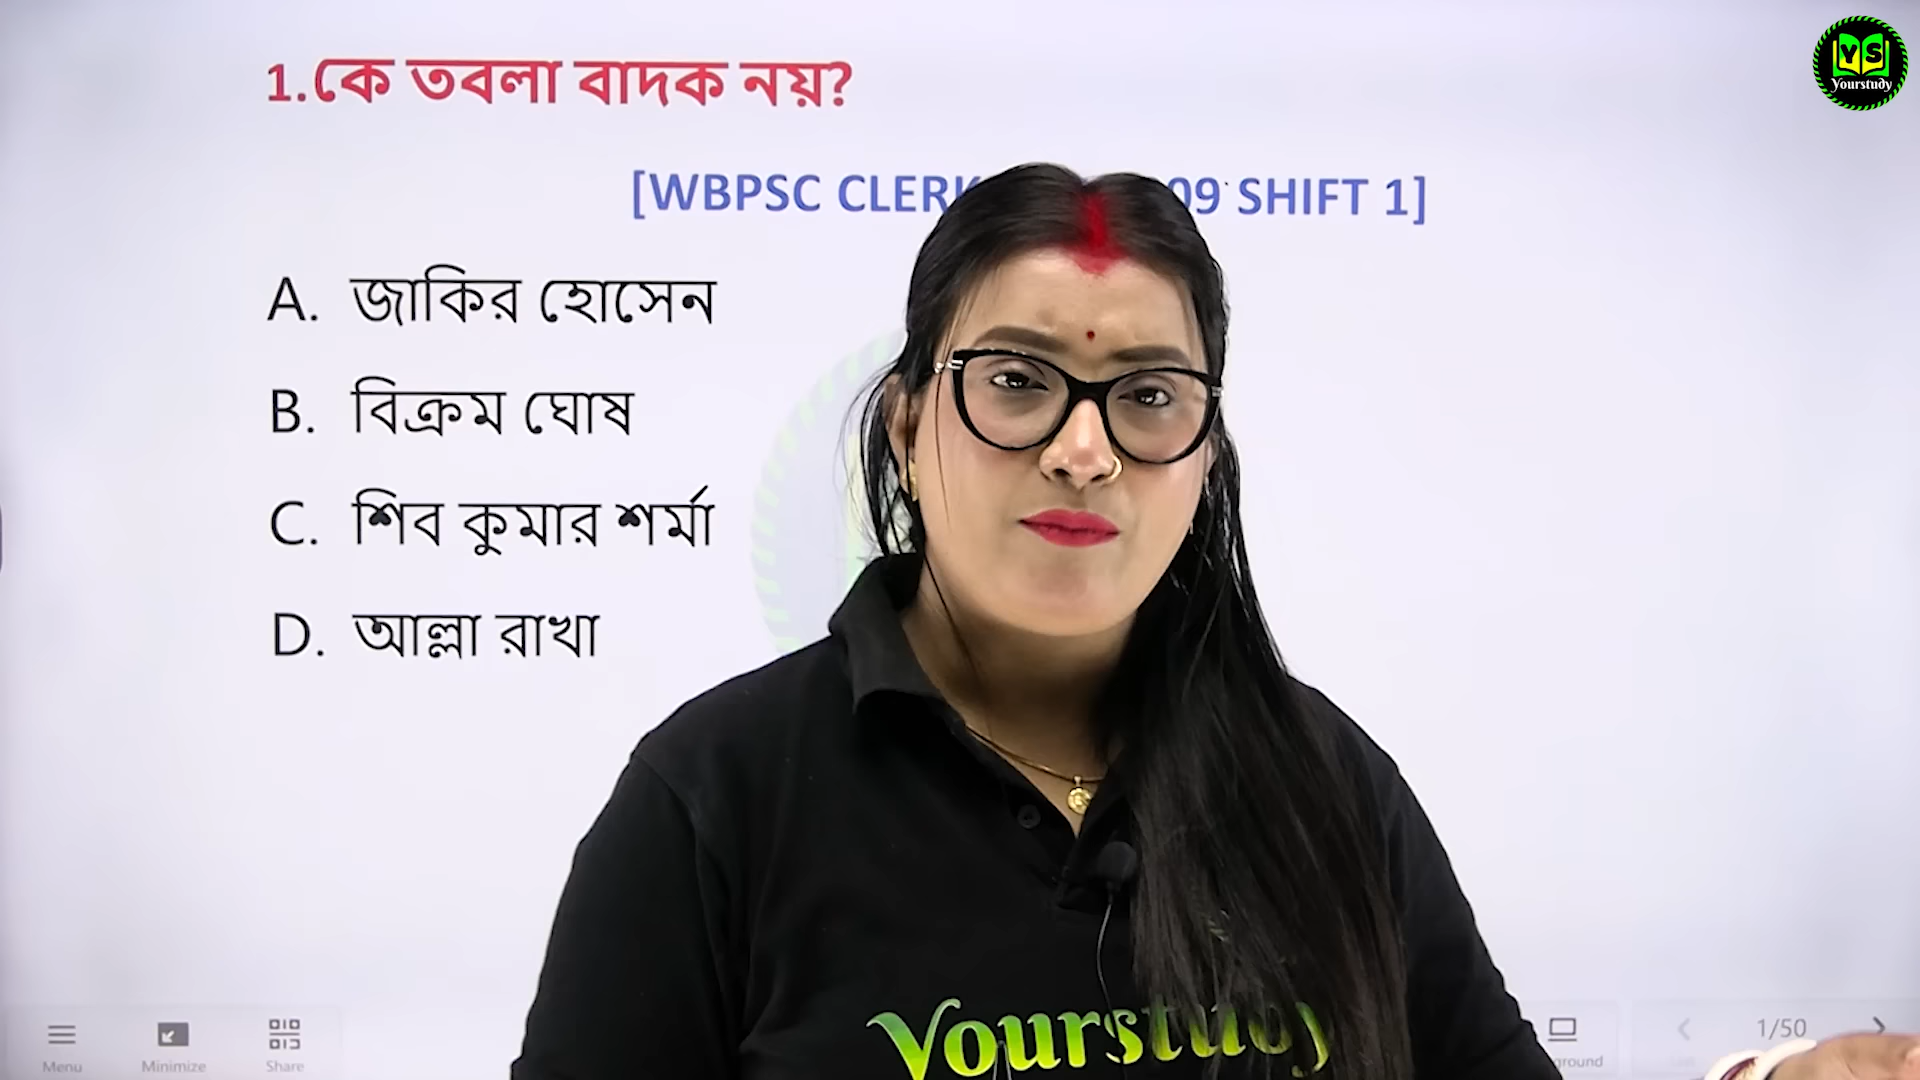 YS
Yourstudy
1.কে তবলা বাদক নয়?
[WBPSC CLERK 09 SHIFT 1]
A. জাকির হোসেন
B. বিক্রম ঘোষ
C. শিব কুমার শর্মা
D. আল্লা রাখা
Yourstudy
Menu
Minimize
Share
1/50